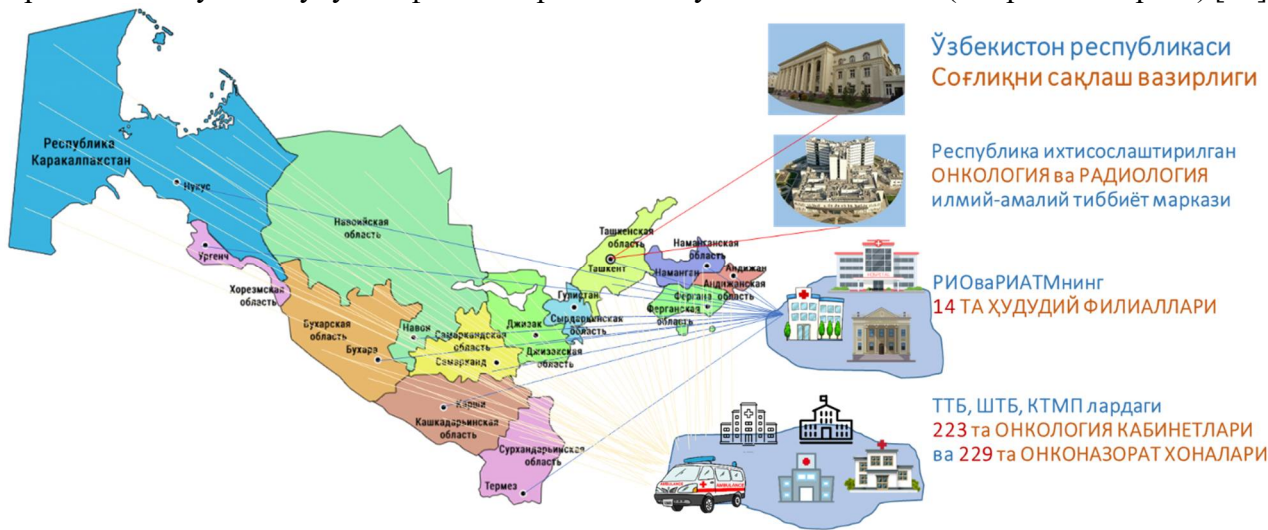 Ўзбекистон республикаси
Соғлиқни сақлаш вазирлиги
Республика ихтисослаштирилган
ОНКОЛОГИЯ ва РАДИОЛОГИЯ
илмий-амалий тиббиёт маркази
РИОваРИАТМнинг
14 ТА ҲУДУДИЙ ФИЛИАЛЛАРИ
ТТБ, ШТБ, КТМП лардаги
223 та ОНКОЛОГИЯ КАБИНЕТЛАРИ
ва 229 та ОНКОНАЗОРАТ ХОНАЛАРИ
Республика
Каракалпакстан
Нукус
Ургенч
Хорезмская
область
Навоийская
область
Бухарская
область
Навои
Бухара
Самаркандская
область
Самарканд
Джизак
Джизакская
область
Гулистан
Сырдарьинская
область
Ташкенская
область
Ташкент
Наманганская
область
Наманган
Андижан
Андижанская
область
Фергана
Ферганская
область
Карши
Кашкадарьинская
область
Сурхандарьинская
область
Термез
AMBULANCE